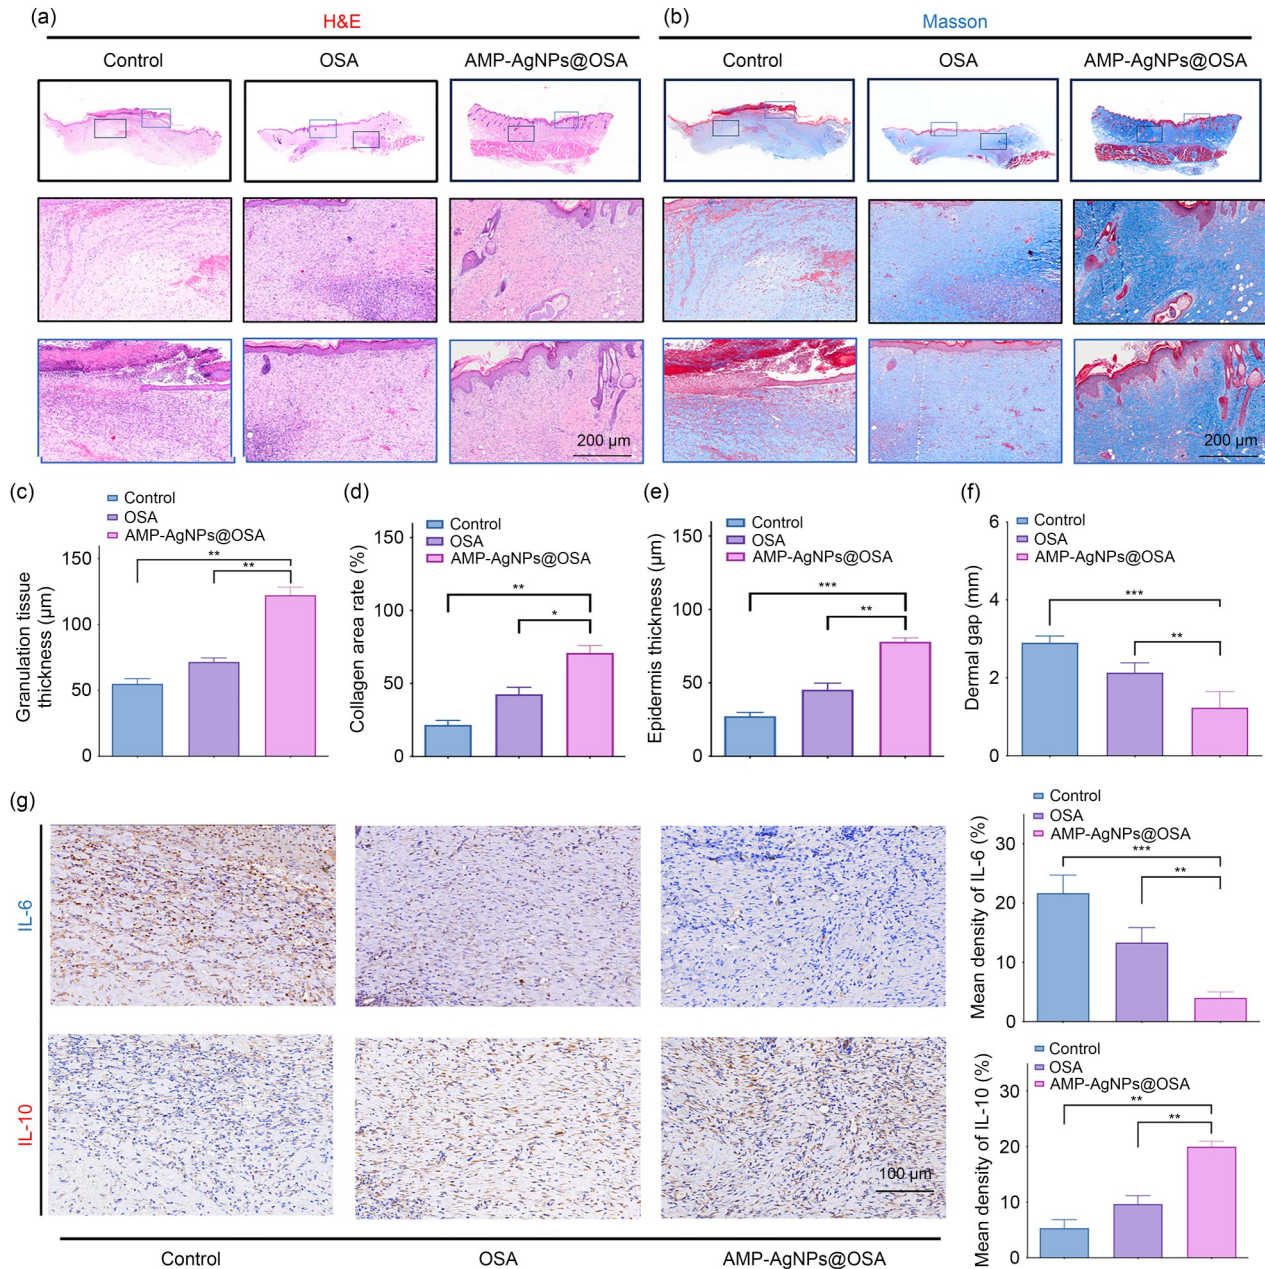 (a)
H&E
(b)
Masson
Control
OSA
AMP-AgNPs@OSA
Control
OSA
AMP-AgNPs@OSA
200 µm
200 µm
(c)
Control
OSA
AMP-AgNPs@OSA
Granulation tissue
thickness (µm)
150
100
50
0
**
**
(d)
Control
OSA
AMP-AgNPs@OSA
Collagen area rate (%)
150
100
50
0
**
*
(e)
Control
OSA
AMP-AgNPs@OSA
Epidermis thickness (µm)
150
100
50
0
***
**
(f)
Control
OSA
AMP-AgNPs@OSA
Dermal gap (mm)
6
4
2
0
***
**
(g)
IL-6
IL-10
100 µm
Control
OSA
AMP-AgNPs@OSA
Control
OSA
AMP-AgNPs@OSA
Mean density of IL-6 (%)
30
20
10
0
***
**
Control
OSA
AMP-AgNPs@OSA
Mean density of IL-10 (%)
30
20
10
0
**
**